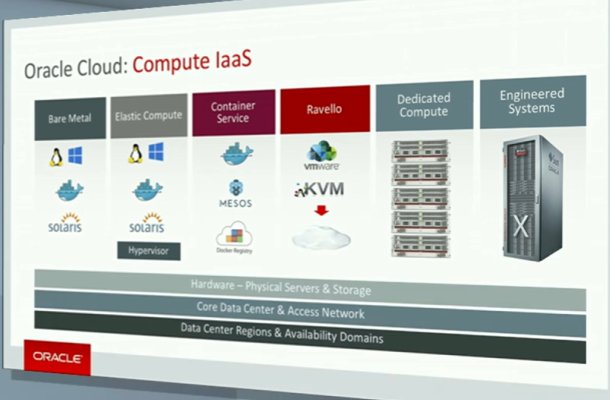 Oracle Cloud: Compute IaaS
Bare Metal
Elastic Compute
Container
Service
Ravello
Dedicated
Compute
Engineered
Systems
vmware
KVM
MESOS
SOLARIS
SOLARIS
Docker Registry
Hypervisor
X
Hardware – Physical Servers & Storage
Core Data Center & Access Network
Data Center Regions & Availability Domains
ORACLE